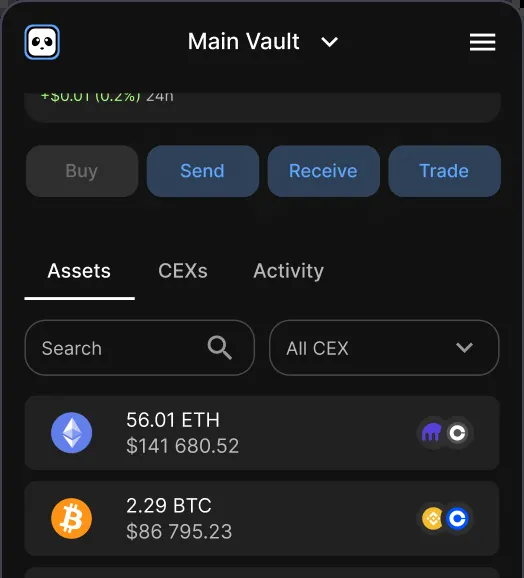 Main Vault
+$0.01 (0.2%) 24h
Buy
Send
Receive
Trade
Assets
CEXs
Activity
Search
All CEX
56.01 ETH
$141 680.52
2.29 BTC
$86 795.23